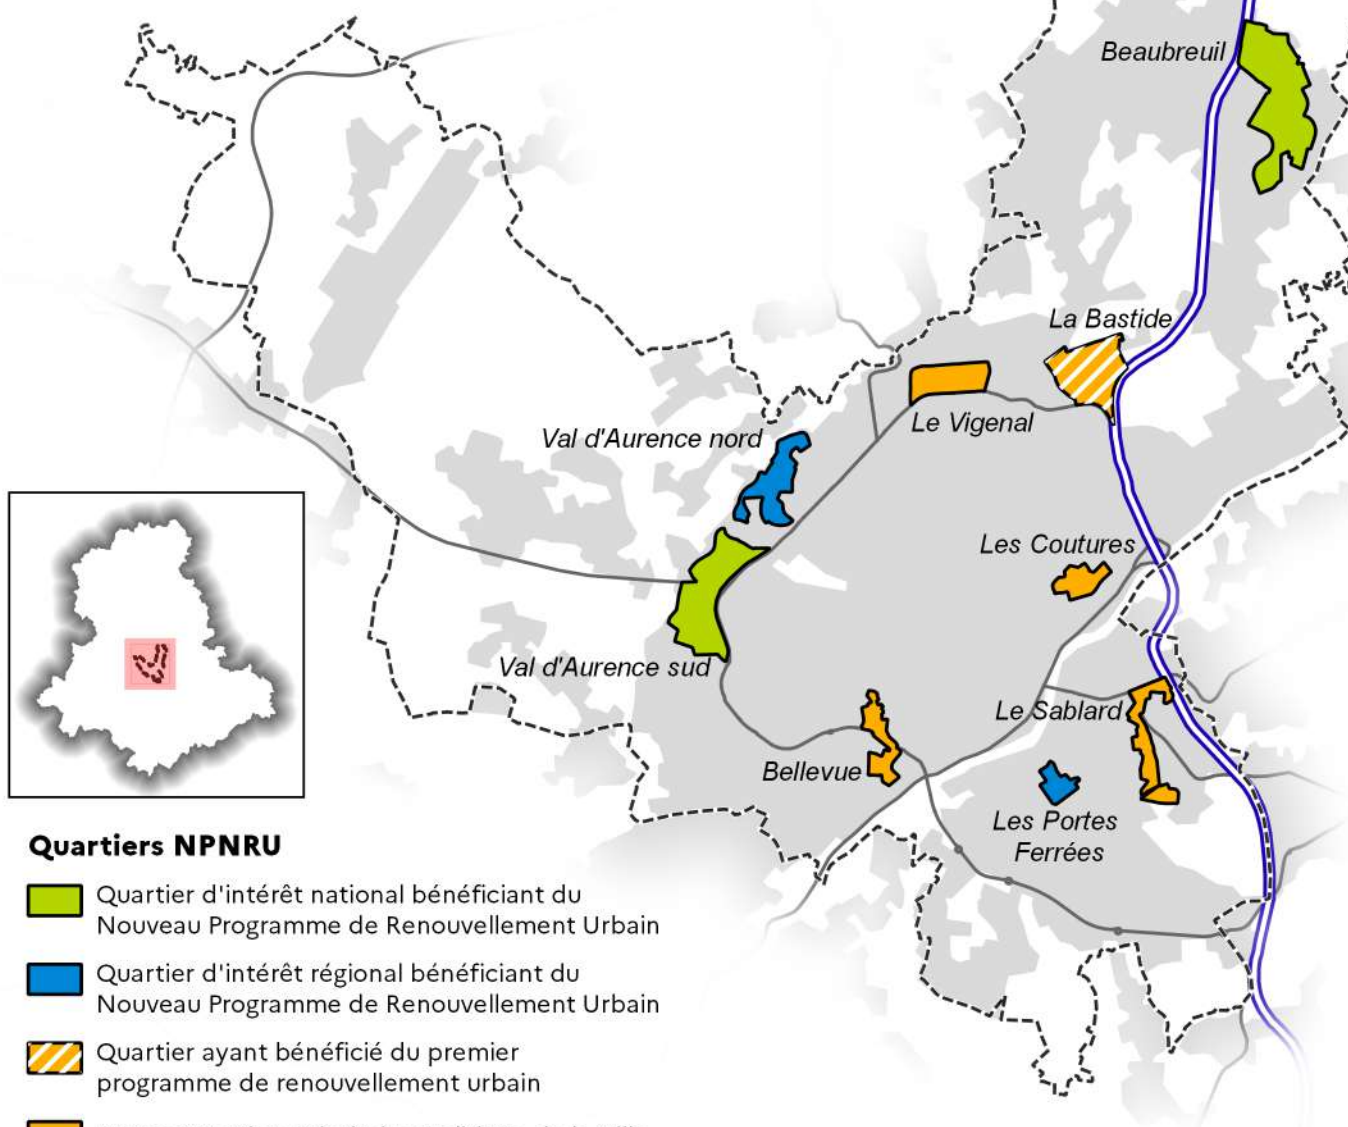 Beaubreuil
La Bastide
Le Vigenal
Val d'Aurence nord
Les Coutures
Val d'Aurence sud
Le Sablard
Bellevue
Les Portes
Ferrées
Quartiers NPNRU
Quartier d'intérêt national bénéficiant du
Nouveau Programme de Renouvellement Urbain
Quartier d'intérêt régional bénéficiant du
Nouveau Programme de Renouvellement Urbain
Quartier ayant bénéficié du premier
programme de renouvellement urbain